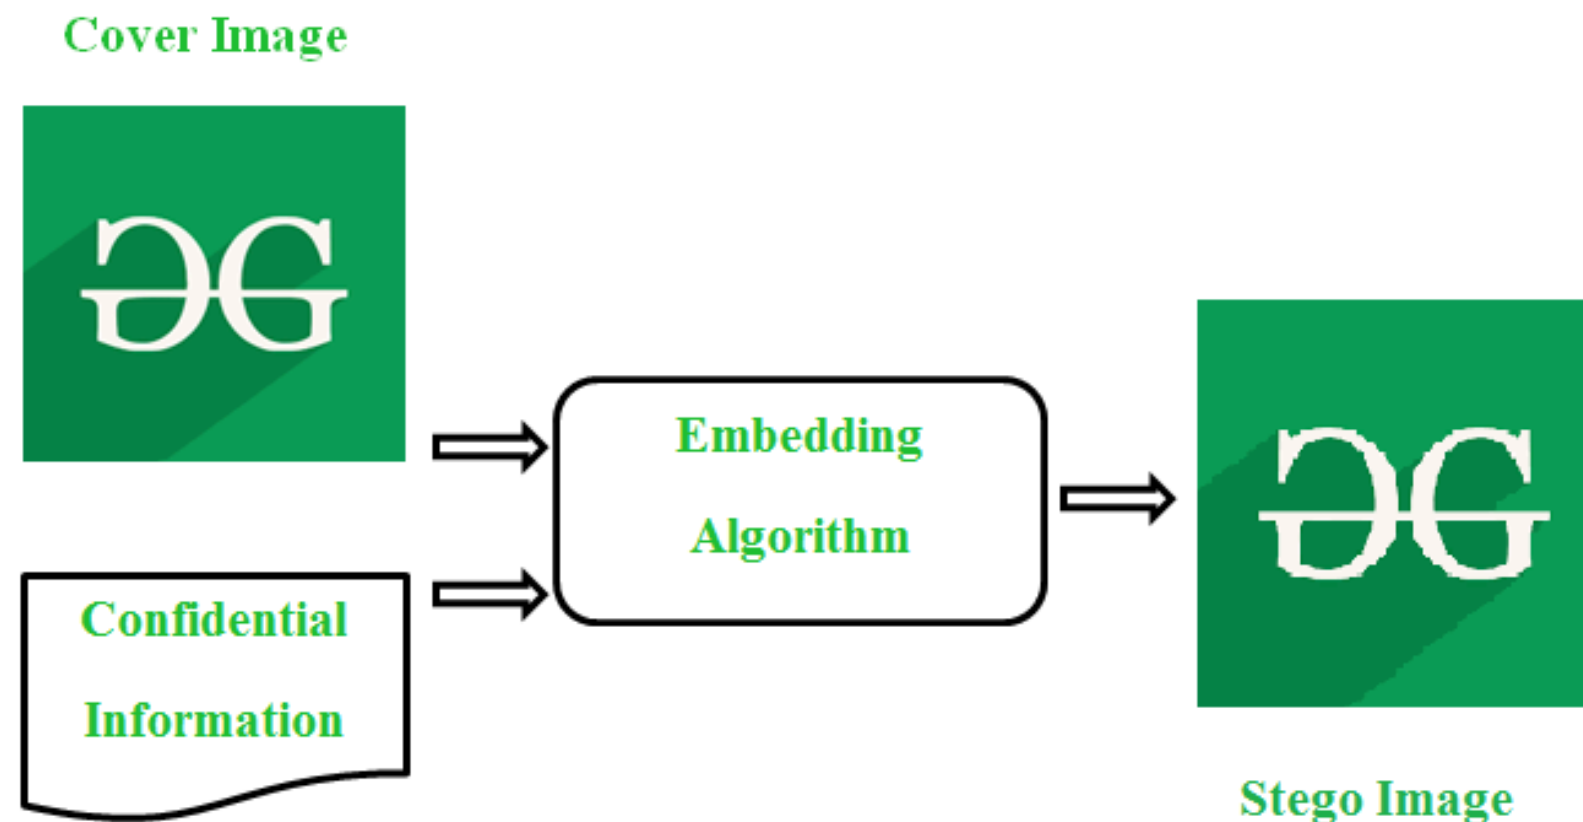 Cover Image
Embedding
Algorithm
Confidential
Information
Stego Image